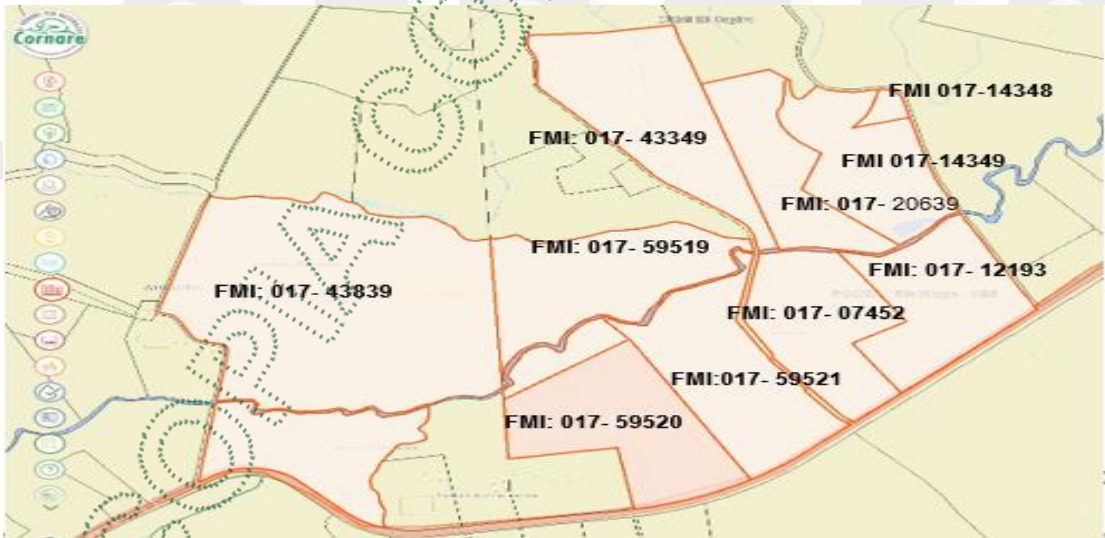 Cornare
FMI 017-14348
FMI: 017- 43349
FMI 017-14349
FMI: 017- 20639
FMI: 017- 59519
FMI: 017- 12193
FMI: 017- 43839
FMI: 017- 07452
FMI:017- 59521
FMI: 017- 59520